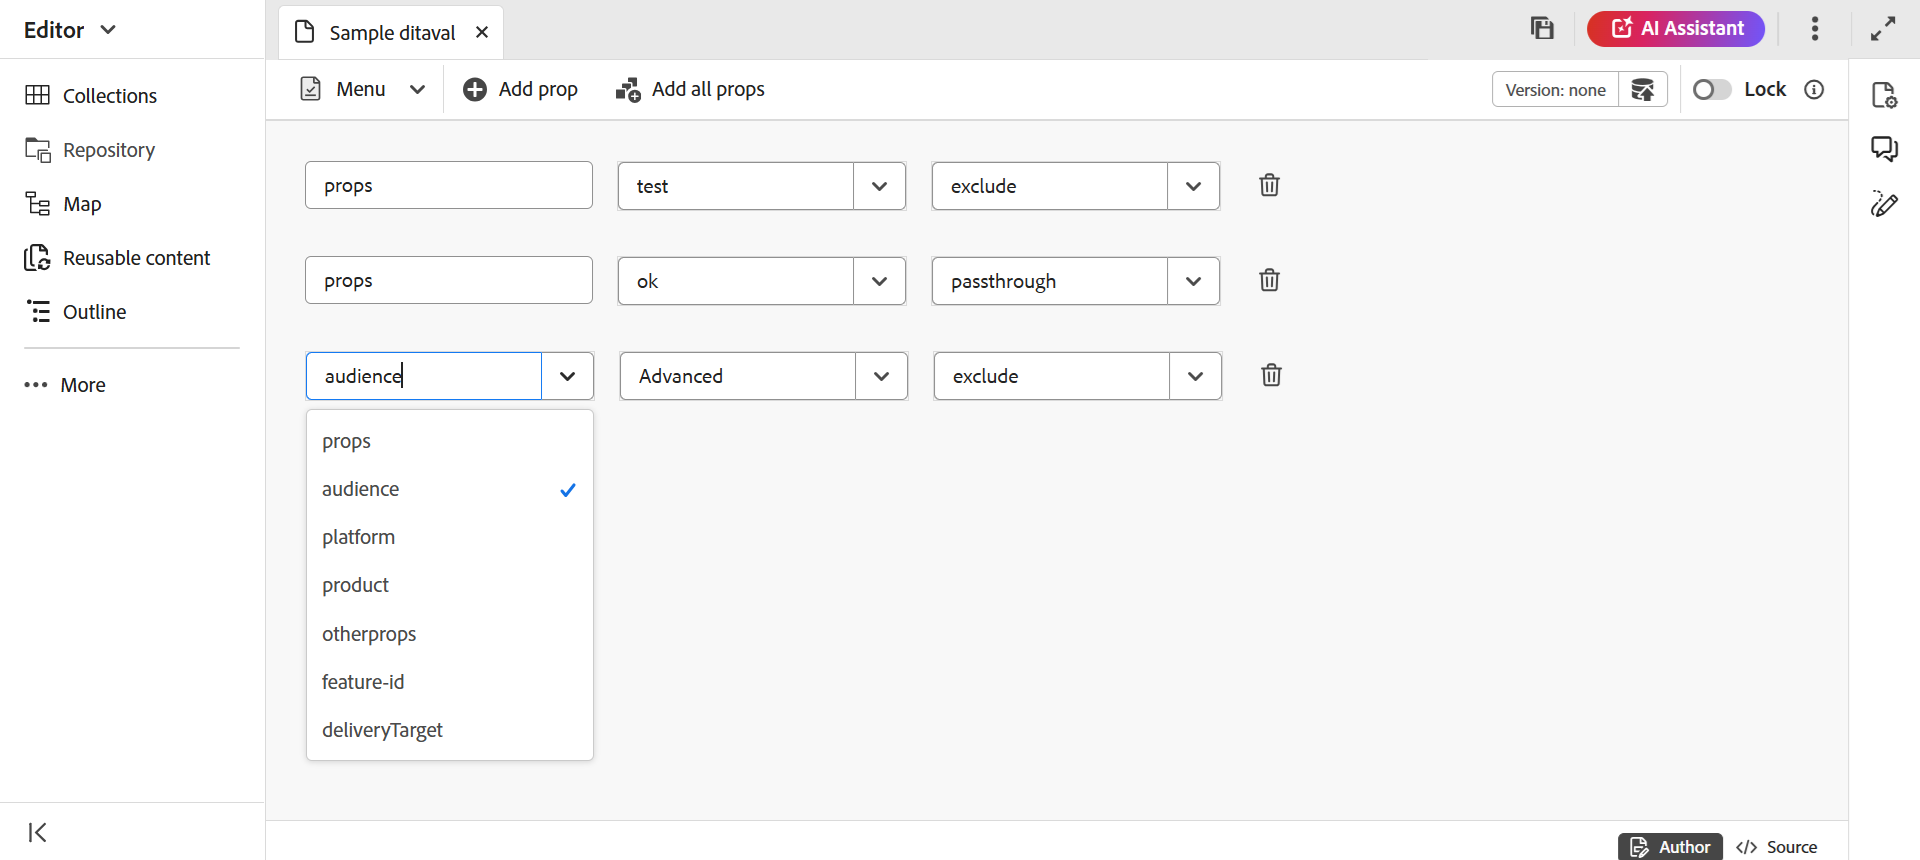 Editor
Sample ditaval
AI Assistant
Menu
Add prop
Add all props
Version: none
Lock
Collections
Repository
Map
Reusable content
Outline
More
props
test
exclude
props
ok
passthrough
audience
Advanced
exclude
props
audience
platform
product
otherprops
feature-id
deliveryTarget
Author
Source